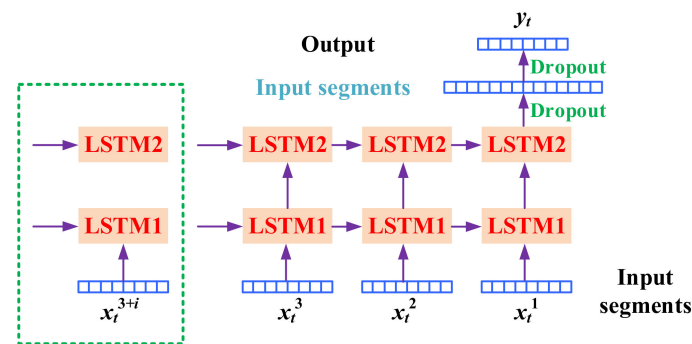 y_t
Output
Dropout
Input segments
Dropout
LSTM2 LSTM2 LSTM2 LSTM2
LSTM1 LSTM1 LSTM1 LSTM1
x_t^{3+i} x_t^3 x_t^2 x_t^1
Input
segments